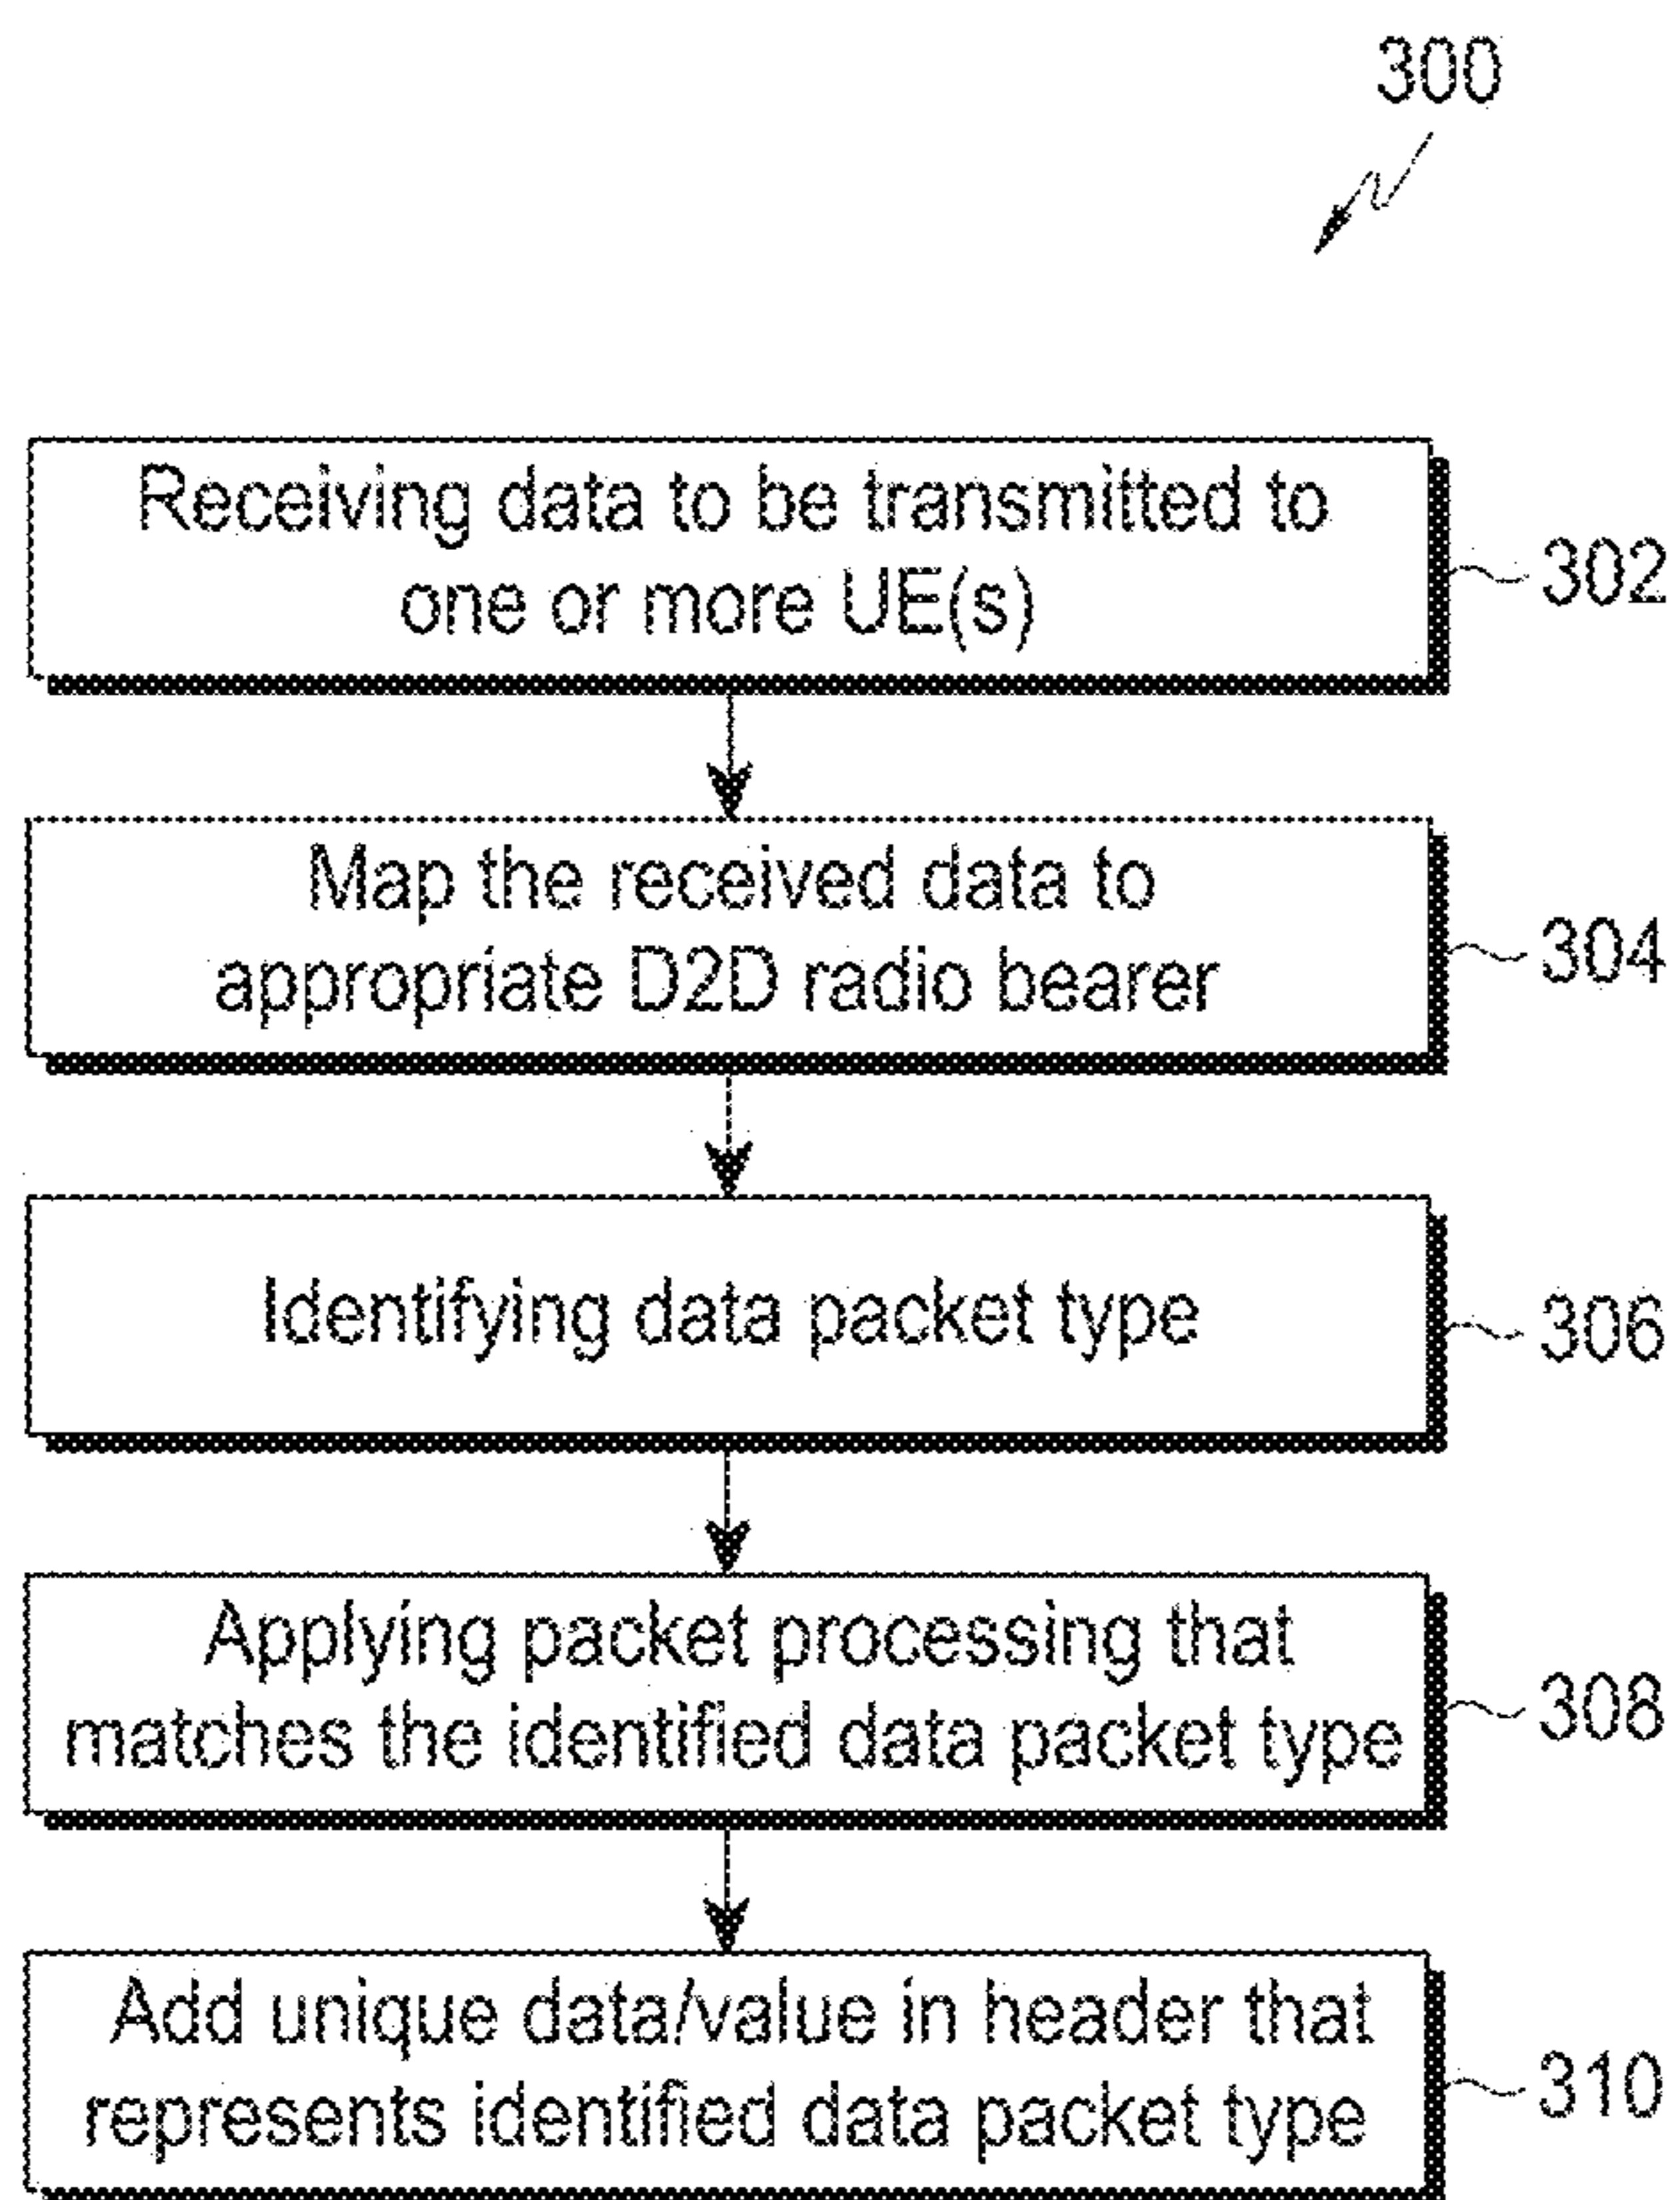 300
Receiving data to be transmitted to
one or more UE(s)
302
Map the received data to
appropriate D2D radio bearer
304
Identifying data packet type
306
Applying packet processing that
matches the identified data packet type
308
Add unique data/value in header that
represents identified data packet type
310